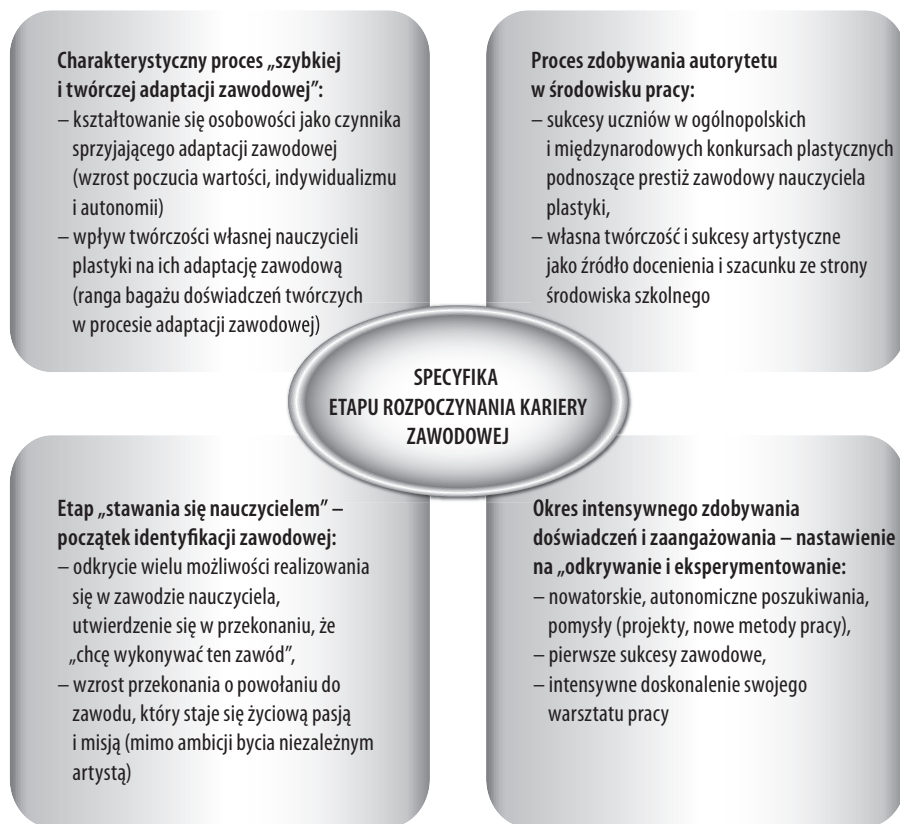 Charakterystyczny proces „szybkiej
i twórczej adaptacji zawodowej”:
– kształtowanie się osobowości jako czynnika
sprzyjającego adaptacji zawodowej
(wzrost poczucia wartości, indywidualizmu
i autonomii)
– wpływ twórczości własnej nauczycieli
plastyki na ich adaptację zawodową
(ranga bagażu doświadczeń twórczych
w procesie adaptacji zawodowej)
Proces zdobywania autorytetu
w środowisku pracy:
– sukcesy uczniów w ogólnopolskich
i międzynarodowych konkursach plastycznych
podnoszące prestiż zawodowy nauczyciela
plastyki,
– własna twórczość i sukcesy artystyczne
jako źródło docenienia i szacunku ze strony
środowiska szkolnego
SPECYFIKA
ETAPU ROZPOCZYNANIA KARIERY
ZAWODOWEJ
Etap „stawania się nauczycielem” –
początek identyfikacji zawodowej:
– odkrycie wielu możliwości realizowania
się w zawodzie nauczyciela,
utwierdzenie się w przekonaniu, że
„chcę wykonywać ten zawód”,
– wzrost przekonania o powołaniu do
zawodu, który staje się życiową pasją
i misją (mimo ambicji bycia niezależnym
artystą)
Okres intensywnego zdobywania
doświadczeń i zaangażowania – nastawienie
na „odkrywanie i eksperymentowanie:
– nowatorskie, autonomiczne poszukiwania,
pomysły (projekty, nowe metody pracy),
– pierwsze sukcesy zawodowe,
– intensywne doskonalenie swojego
warsztatu pracy